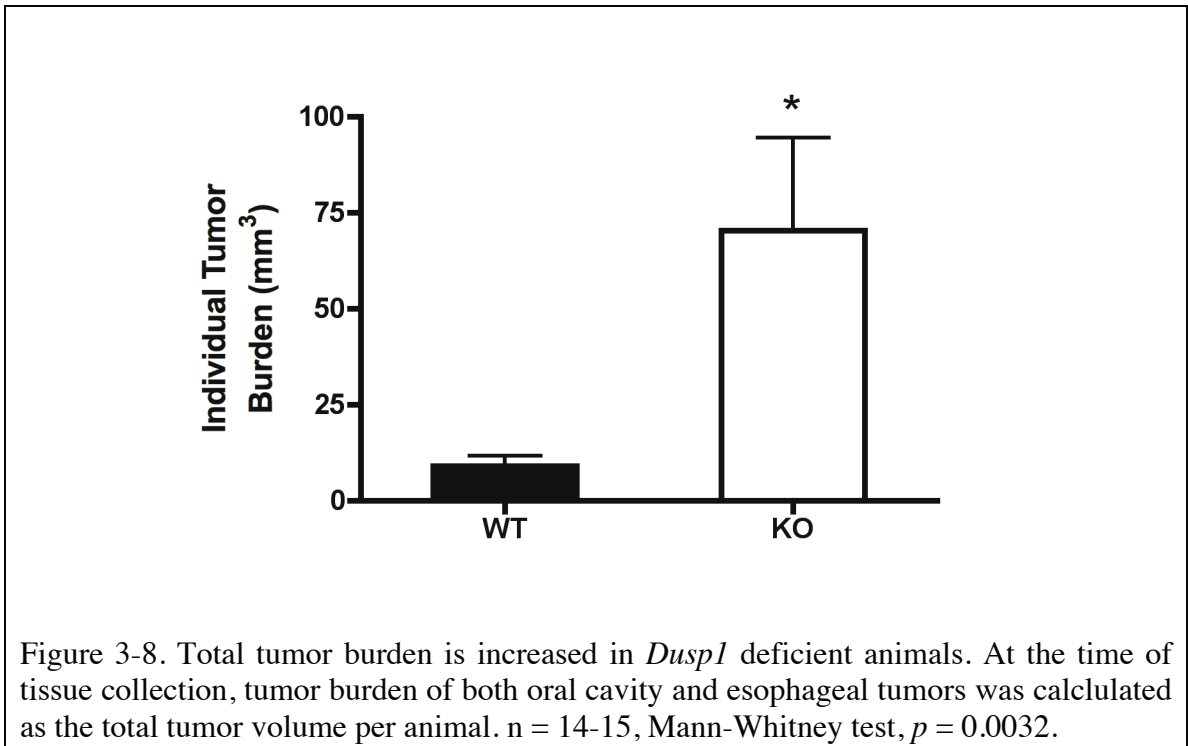 *
100
75
50
25
0
Individual Tumor
Burden (mm³)
WT
KO
Figure 3-8. Total tumor burden is increased in Dusp1 deficient animals. At the time of
tissue collection, tumor burden of both oral cavity and esophageal tumors was calclulated
as the total tumor volume per animal. n = 14-15, Mann-Whitney test, p = 0.0032.